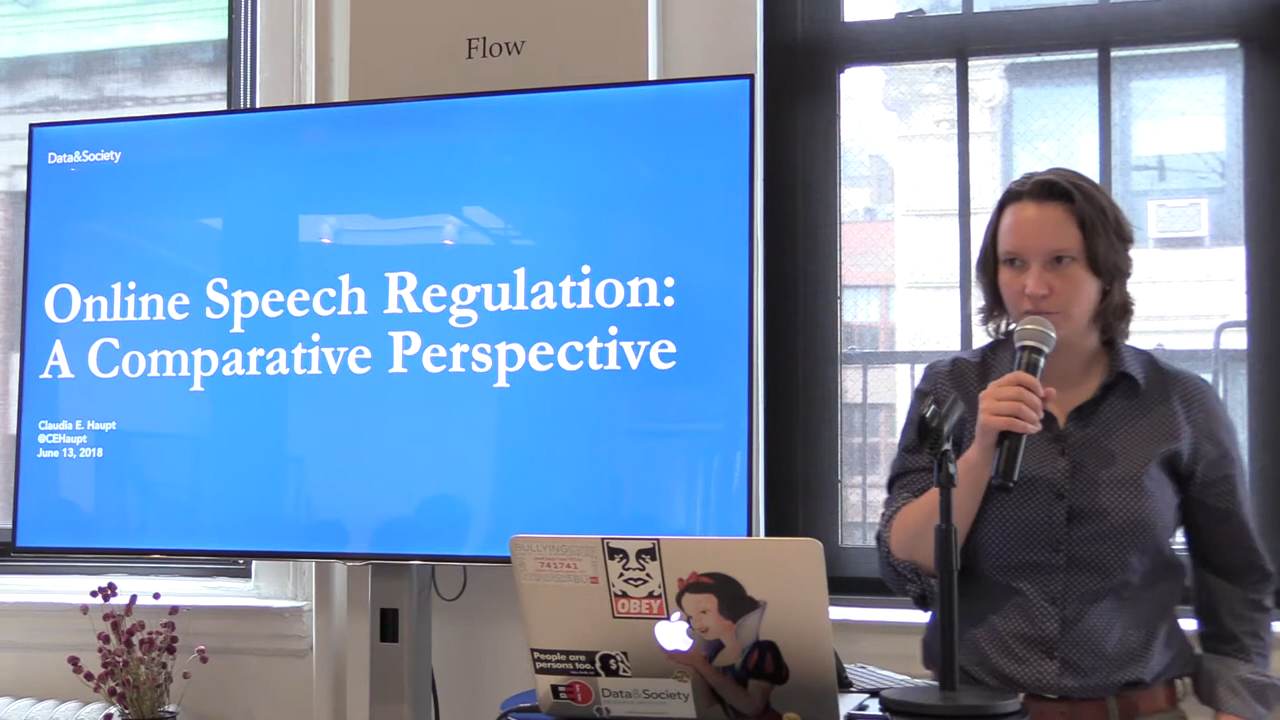 Flow
Data&Society
Online Speech Regulation:
A Comparative Perspective
Claudia E. Haupt
@CEHaupt
June 13, 2018
BULLYING
741741
OBEY
People are
persons too.
Data&Society